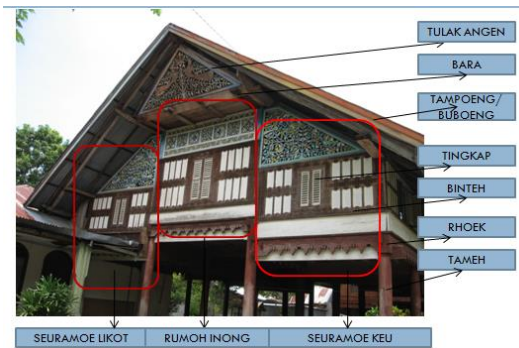 TULAK ANGEN
BARA
TAMPOENG/
BUBOENG
TINGKAP
BINTEH
RHOEK
TAMEH
SEURAMOE LIKOT
RUMOH INONG
SEURAMOE KEU